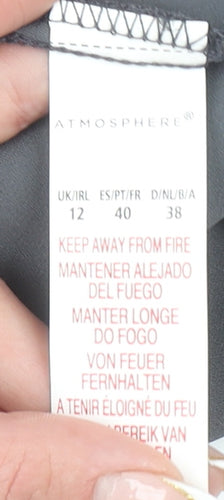 ATMOSPHERE®
UK/IRL ES/PT/FR D/NL/B/A
12 40 38
KEEP AWAY FROM FIRE
MANTENER ALEJADO
DEL FUEGO
MANTER LONGE
DO FOGO
VON FEUER
FERNHALTEN
A TENIR ÉLOIGNÉ DU FEU
VAN